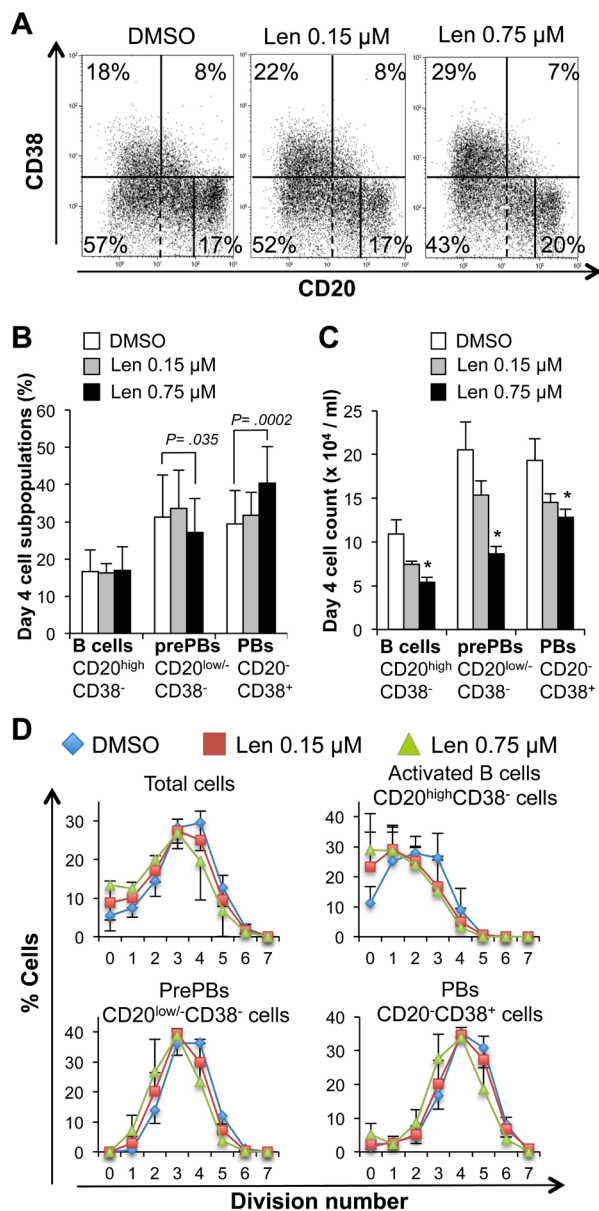 A
DMSO
Len 0.15 µM
Len 0.75 µM
18%
8%
22%
8%
29%
7%
57%
17%
52%
17%
43%
20%
CD38
CD20
B
DMSO
Len 0.15 µM
Len 0.75 µM
Day 4 cell subpopulations (%)
60
50
40
30
20
10
0
P= .035
P= .0002
B cells
CD20high
CD38-
prePBs
CD20low/-
CD38-
PBs
CD20-
CD38+
C
DMSO
Len 0.15 µM
Len 0.75 µM
Day 4 cell count (x 10⁴ / ml)
25
20
15
10
5
0
*
*
*
B cells
CD20high
CD38-
prePBs
CD20low/-
CD38-
PBs
CD20-
CD38+
D
DMSO
Len 0.15 µM
Len 0.75 µM
% Cells
Total cells
30
20
10
0
0 1 2 3 4 5 6 7
Activated B cells
CD20highCD38- cells
40
30
20
10
0
0 1 2 3 4 5 6 7
PrePBs
CD20low/-CD38- cells
40
30
20
10
0
0 1 2 3 4 5 6 7
PBs
CD20-CD38+ cells
40
30
20
10
0
0 1 2 3 4 5 6 7
Division number